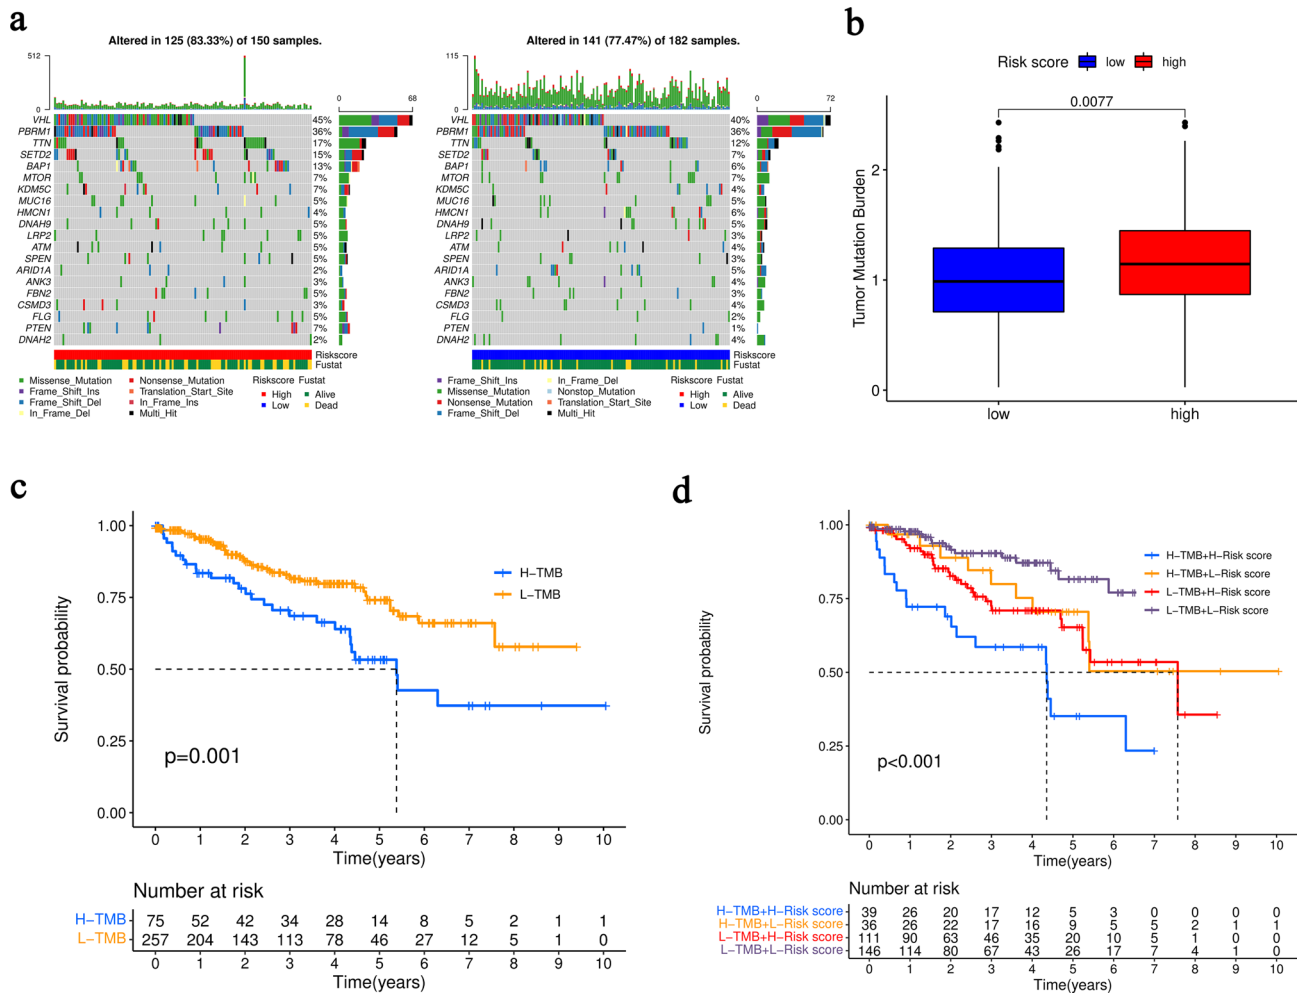 a
Altered in 125 (83.33%) of 150 samples.
512
0
0 68
VHL 45%
PBRM1 36%
TTN 17%
SETD2 15%
BAP1 13%
MTOR 7%
KDM5C 7%
MUC16 5%
HMCN1 4%
DNAH9 5%
LRP2 5%
ATM 5%
SPEN 5%
ARID1A 2%
ANK3 3%
FBN2 5%
CSMD3 3%
FLG 5%
PTEN 7%
DNAH2 2%
Riskscore
Fustat
Missense_Mutation Nonsense_Mutation Riskscore Fustat
Frame_Shift_Ins Translation_Start_Site High Alive
Frame_Shift_Del In_Frame_Ins Low Dead
In_Frame_Del Multi_Hit
Altered in 141 (77.47%) of 182 samples.
115
0
0 72
VHL 40%
PBRM1 36%
TTN 12%
SETD2 7%
BAP1 6%
MTOR 7%
KDM5C 4%
MUC16 5%
HMCN1 6%
DNAH9 5%
LRP2 3%
ATM 4%
SPEN 3%
ARID1A 5%
ANK3 4%
FBN2 3%
CSMD3 4%
FLG 2%
PTEN 1%
DNAH2 4%
Riskscore
Fustat
Frame_Shift_Ins In_Frame_Del Riskscore Fustat
Missense_Mutation Nonstop_Mutation High Alive
Nonsense_Mutation Translation_Start_Site Low Dead
Frame_Shift_Del Multi_Hit
b
Risk score low high
0.0077
Tumor Mutation Burden
2
1
0
low high
c
1.00
0.75
0.50
0.25
0.00
Survival probability
H−TMB
L−TMB
p=0.001
0 1 2 3 4 5 6 7 8 9 10
Time(years)
Number at risk
H−TMB 75 52 42 34 28 14 8 5 2 1 1
L−TMB 257 204 143 113 78 46 27 12 5 1 0
0 1 2 3 4 5 6 7 8 9 10
Time(years)
d
1.00
0.75
0.50
0.25
0.00
Survival probability
H−TMB+H−Risk score
H−TMB+L−Risk score
L−TMB+H−Risk score
L−TMB+L−Risk score
p<0.001
0 1 2 3 4 5 6 7 8 9 10
Time(years)
Number at risk
H−TMB+H−Risk score 39 26 20 17 12 5 3 0 0 0 0
H−TMB+L−Risk score 36 26 22 17 16 9 5 5 2 1 1
L−TMB+H−Risk score 111 90 63 46 35 20 10 5 1 0 0
L−TMB+L−Risk score 146 114 80 67 43 26 17 7 4 1 0
0 1 2 3 4 5 6 7 8 9 10
Time(years)